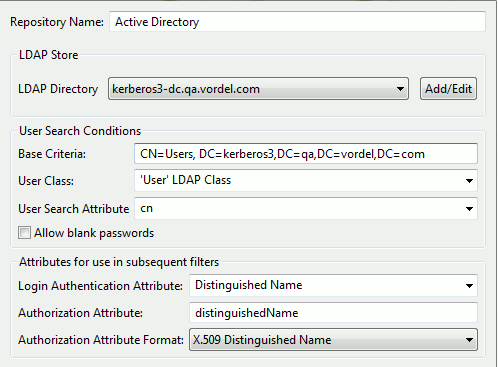 Repository Name: Active Directory
LDAP Store
LDAP Directory kerberos3-dc.qa.vordel.com Add/Edit
User Search Conditions
Base Criteria: CN=Users, DC=kerberos3,DC=qa,DC=vordel,DC=com
User Class: 'User' LDAP Class
User Search Attribute cn
Allow blank passwords
Attributes for use in subsequent filters
Login Authentication Attribute: Distinguished Name
Authorization Attribute: distinguishedName
Authorization Attribute Format: X.509 Distinguished Name